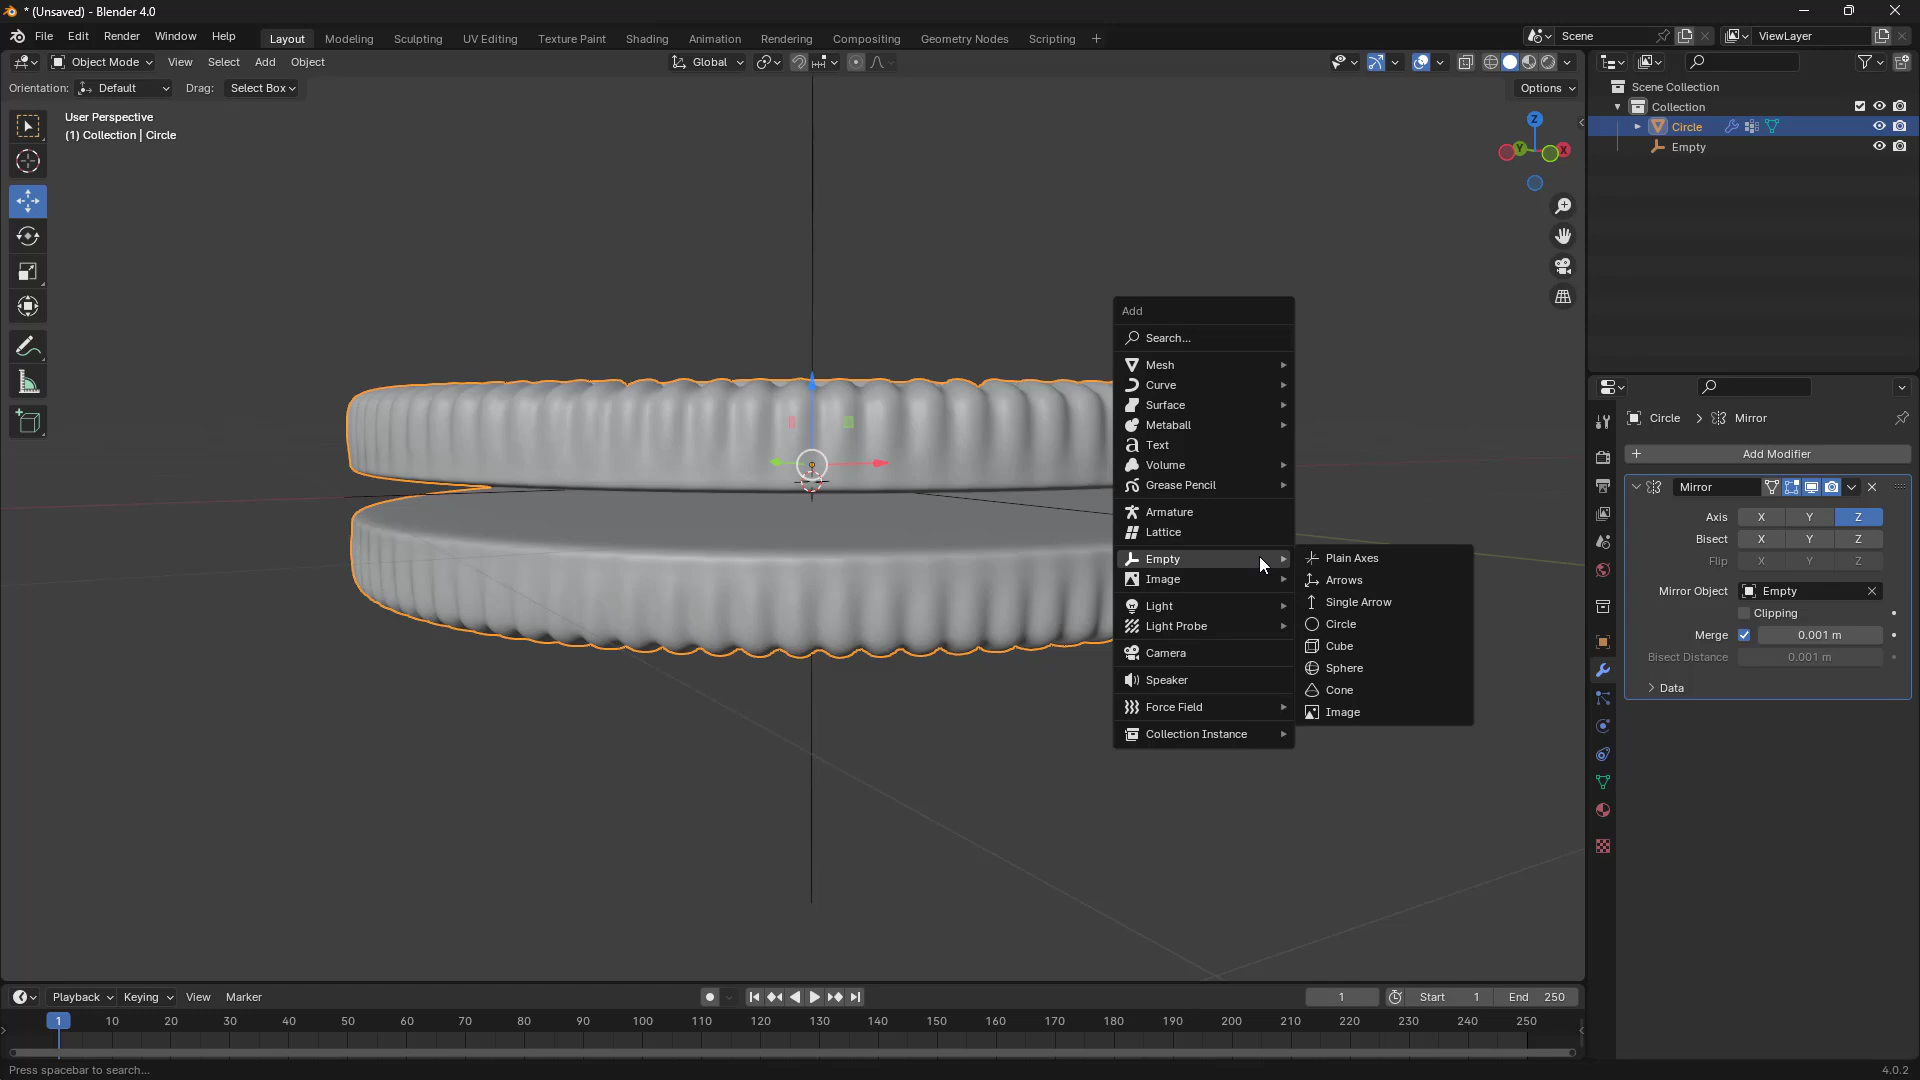 * (Unsaved) - Blender 4.0
File Edit Render Window Help
Layout Modeling Sculpting UV Editing Texture Paint Shading Animation Rendering Compositing Geometry Nodes Scripting +
Scene
ViewLayer
Object Mode View Select Add Object
Global
Orientation: Default Drag: Select Box
Options
User Perspective
(1) Collection | Circle
Z
Y
X
Scene Collection
Collection
Circle
Empty
Add
Search...
Mesh
Curve
Surface
Metaball
Text
Volume
Grease Pencil
Armature
Lattice
Empty
Image
Light
Light Probe
Camera
Speaker
Force Field
Collection Instance
Plain Axes
Arrows
Single Arrow
Circle
Cube
Sphere
Cone
Image
Circle > Mirror
+ Add Modifier
Mirror
Axis X Y Z
Bisect X Y Z
Flip X Y Z
Mirror Object Empty
Clipping
Merge 0.001 m
Bisect Distance 0.001 m
Data
Playback Keying View Marker
1
Start 1 End 250
1 10 20 30 40 50 60 70 80 90 100 110 120 130 140 150 160 170 180 190 200 210 220 230 240 250
Press spacebar to search...
4.0.2